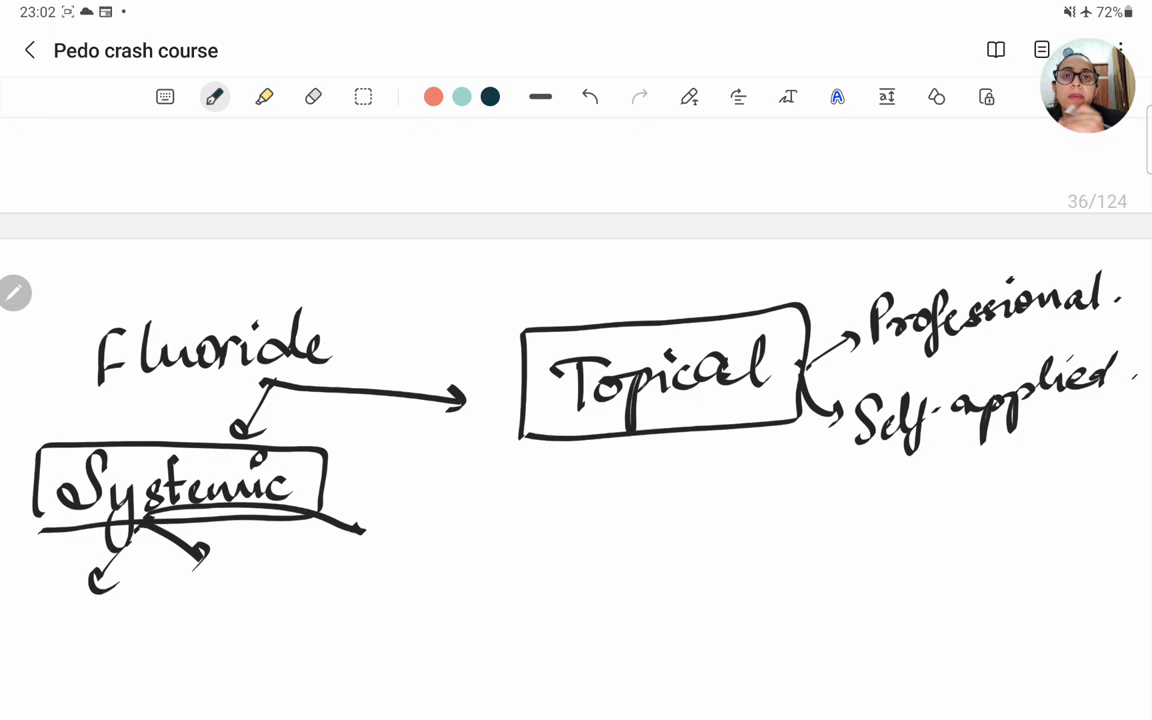 23:02
72%
Pedo crash course
36/124
Fluoride
Topical
Professional.
Self-applied.
Systemic